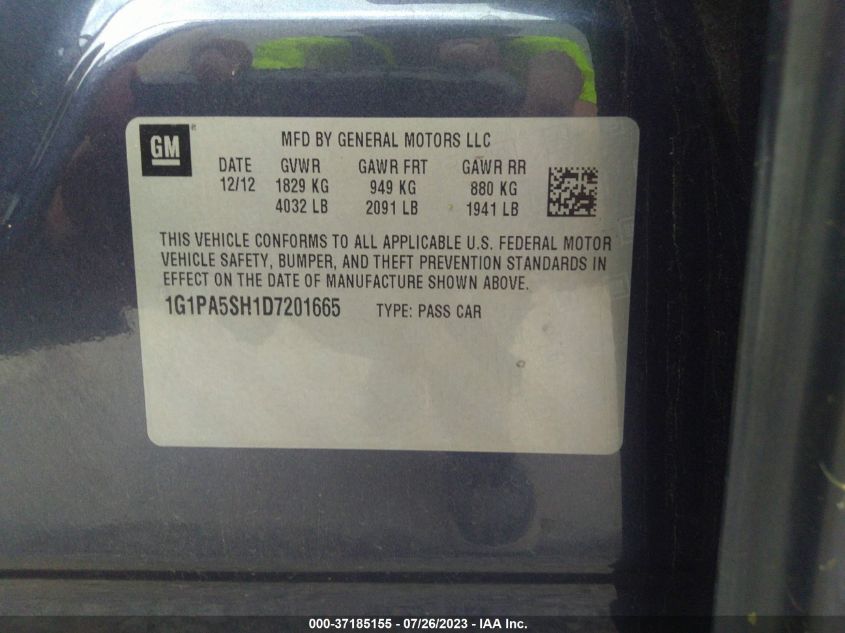 GM
MFD BY GENERAL MOTORS LLC
DATE GVWR GAWR FRT GAWR RR
12/12 1829 KG 949 KG 880 KG
4032 LB 2091 LB 1941 LB
THIS VEHICLE CONFORMS TO ALL APPLICABLE U.S. FEDERAL MOTOR
VEHICLE SAFETY, BUMPER, AND THEFT PREVENTION STANDARDS IN
EFFECT ON THE DATE OF MANUFACTURE SHOWN ABOVE.
1G1PA5SH1D7201665 TYPE: PASS CAR
000-37185155 - 07/26/2023 - © IAA Inc.